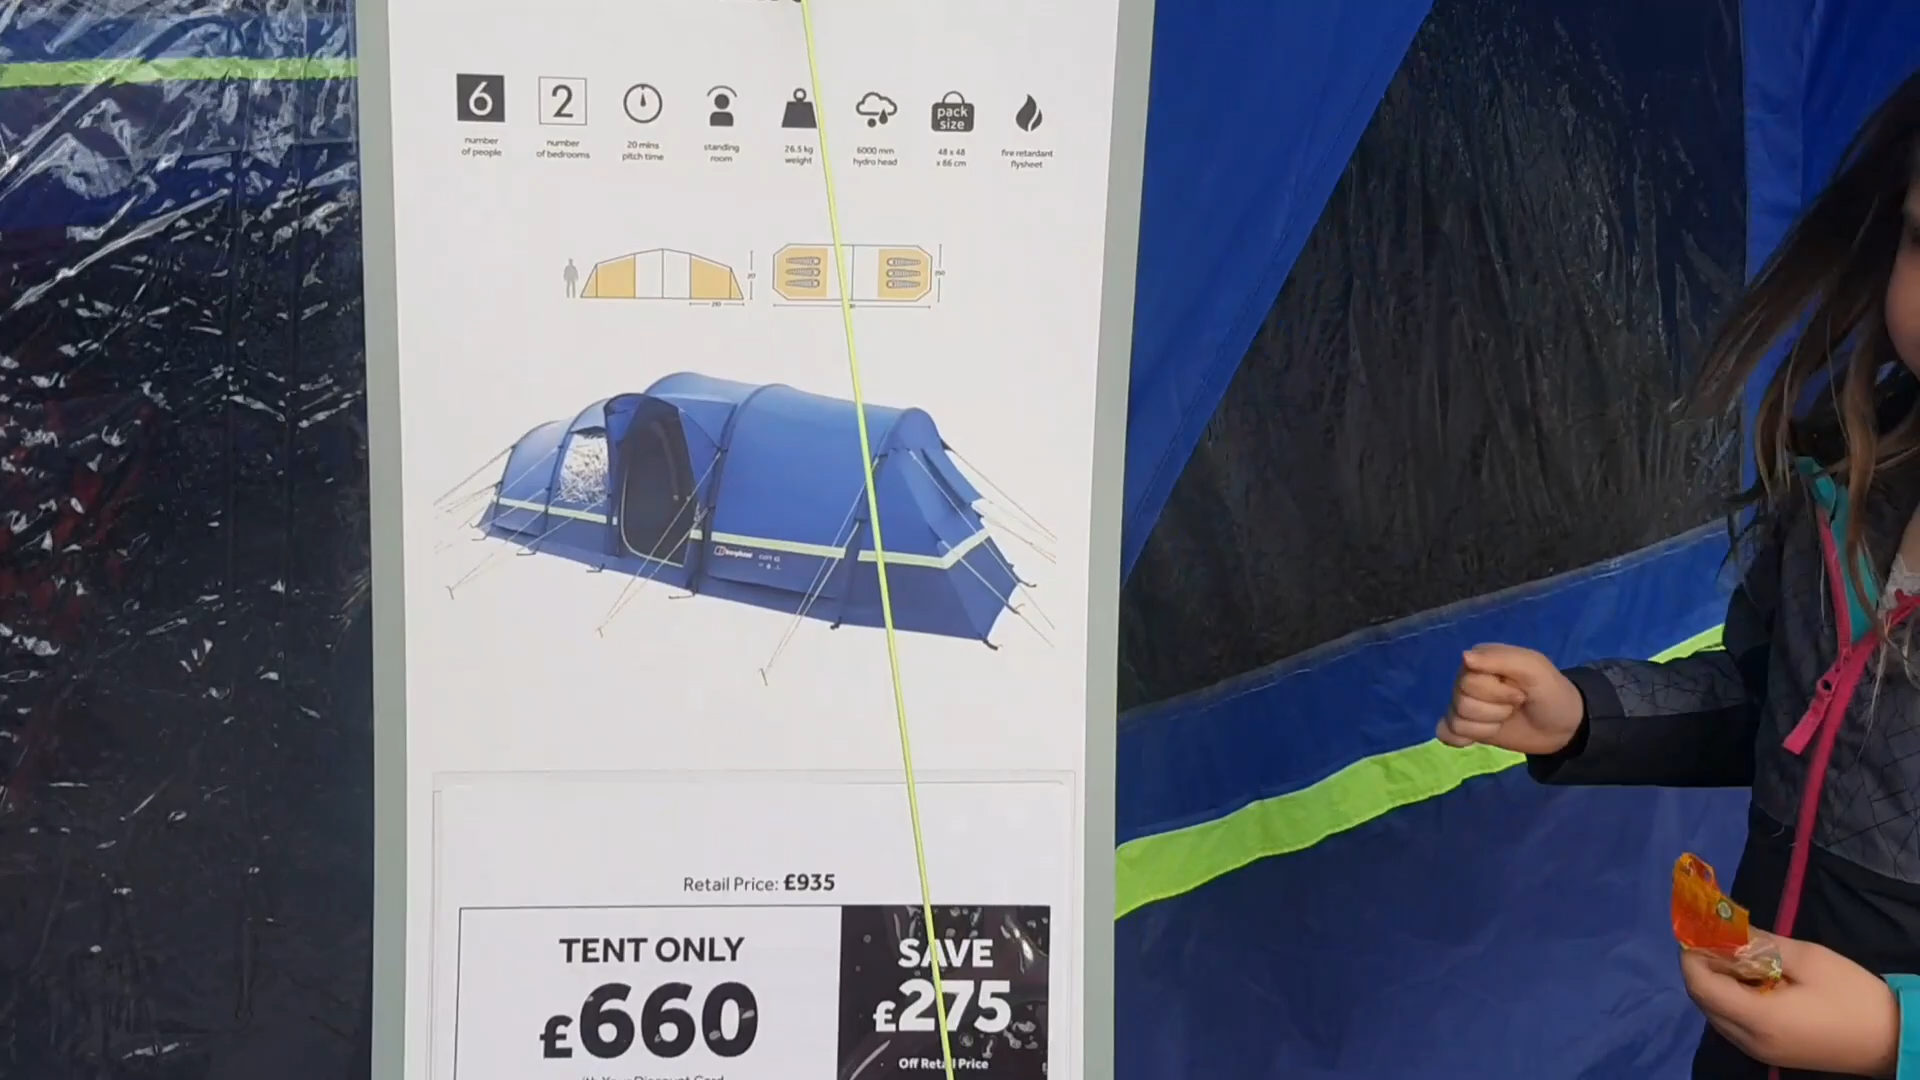 6
number
of people
2
number
of bedrooms
20 mins
pitch time
standing
room
26.5 kg
weight
6000 mm
hydro head
pack
size
48 x 48
x 86 cm
fire retardant
flysheet
Retail Price: £935
TENT ONLY
£660
SAVE
£275
Off Retail Price